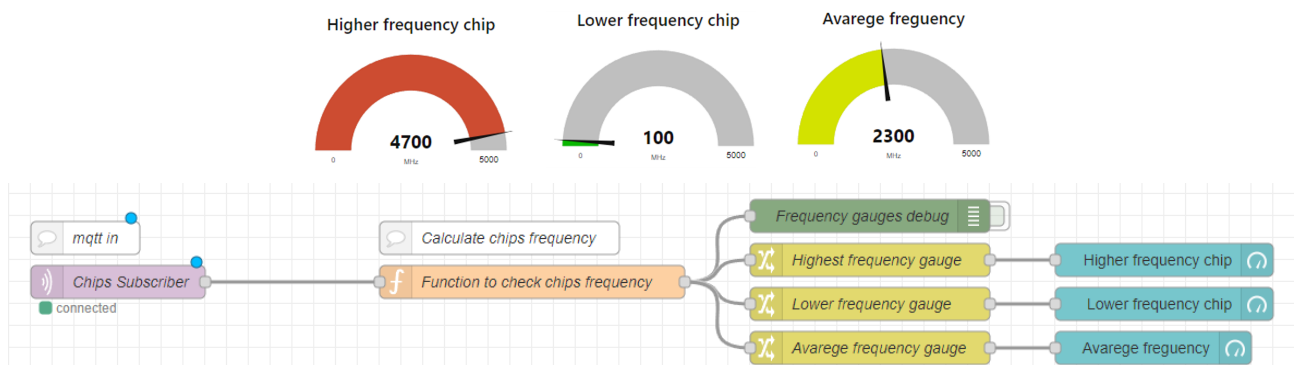 Higher frequency chip
4700
MHz
0
5000
Lower frequency chip
100
MHz
0
5000
Avarege freguency
2300
MHz
0
5000
mqtt in
Calculate chips frequency
Frequency gauges debug
Chips Subscriber
connected
Function to check chips frequency
Highest frequency gauge
Higher frequency chip
Lower frequency gauge
Lower frequency chip
Avarege frequency gauge
Avarege freguency